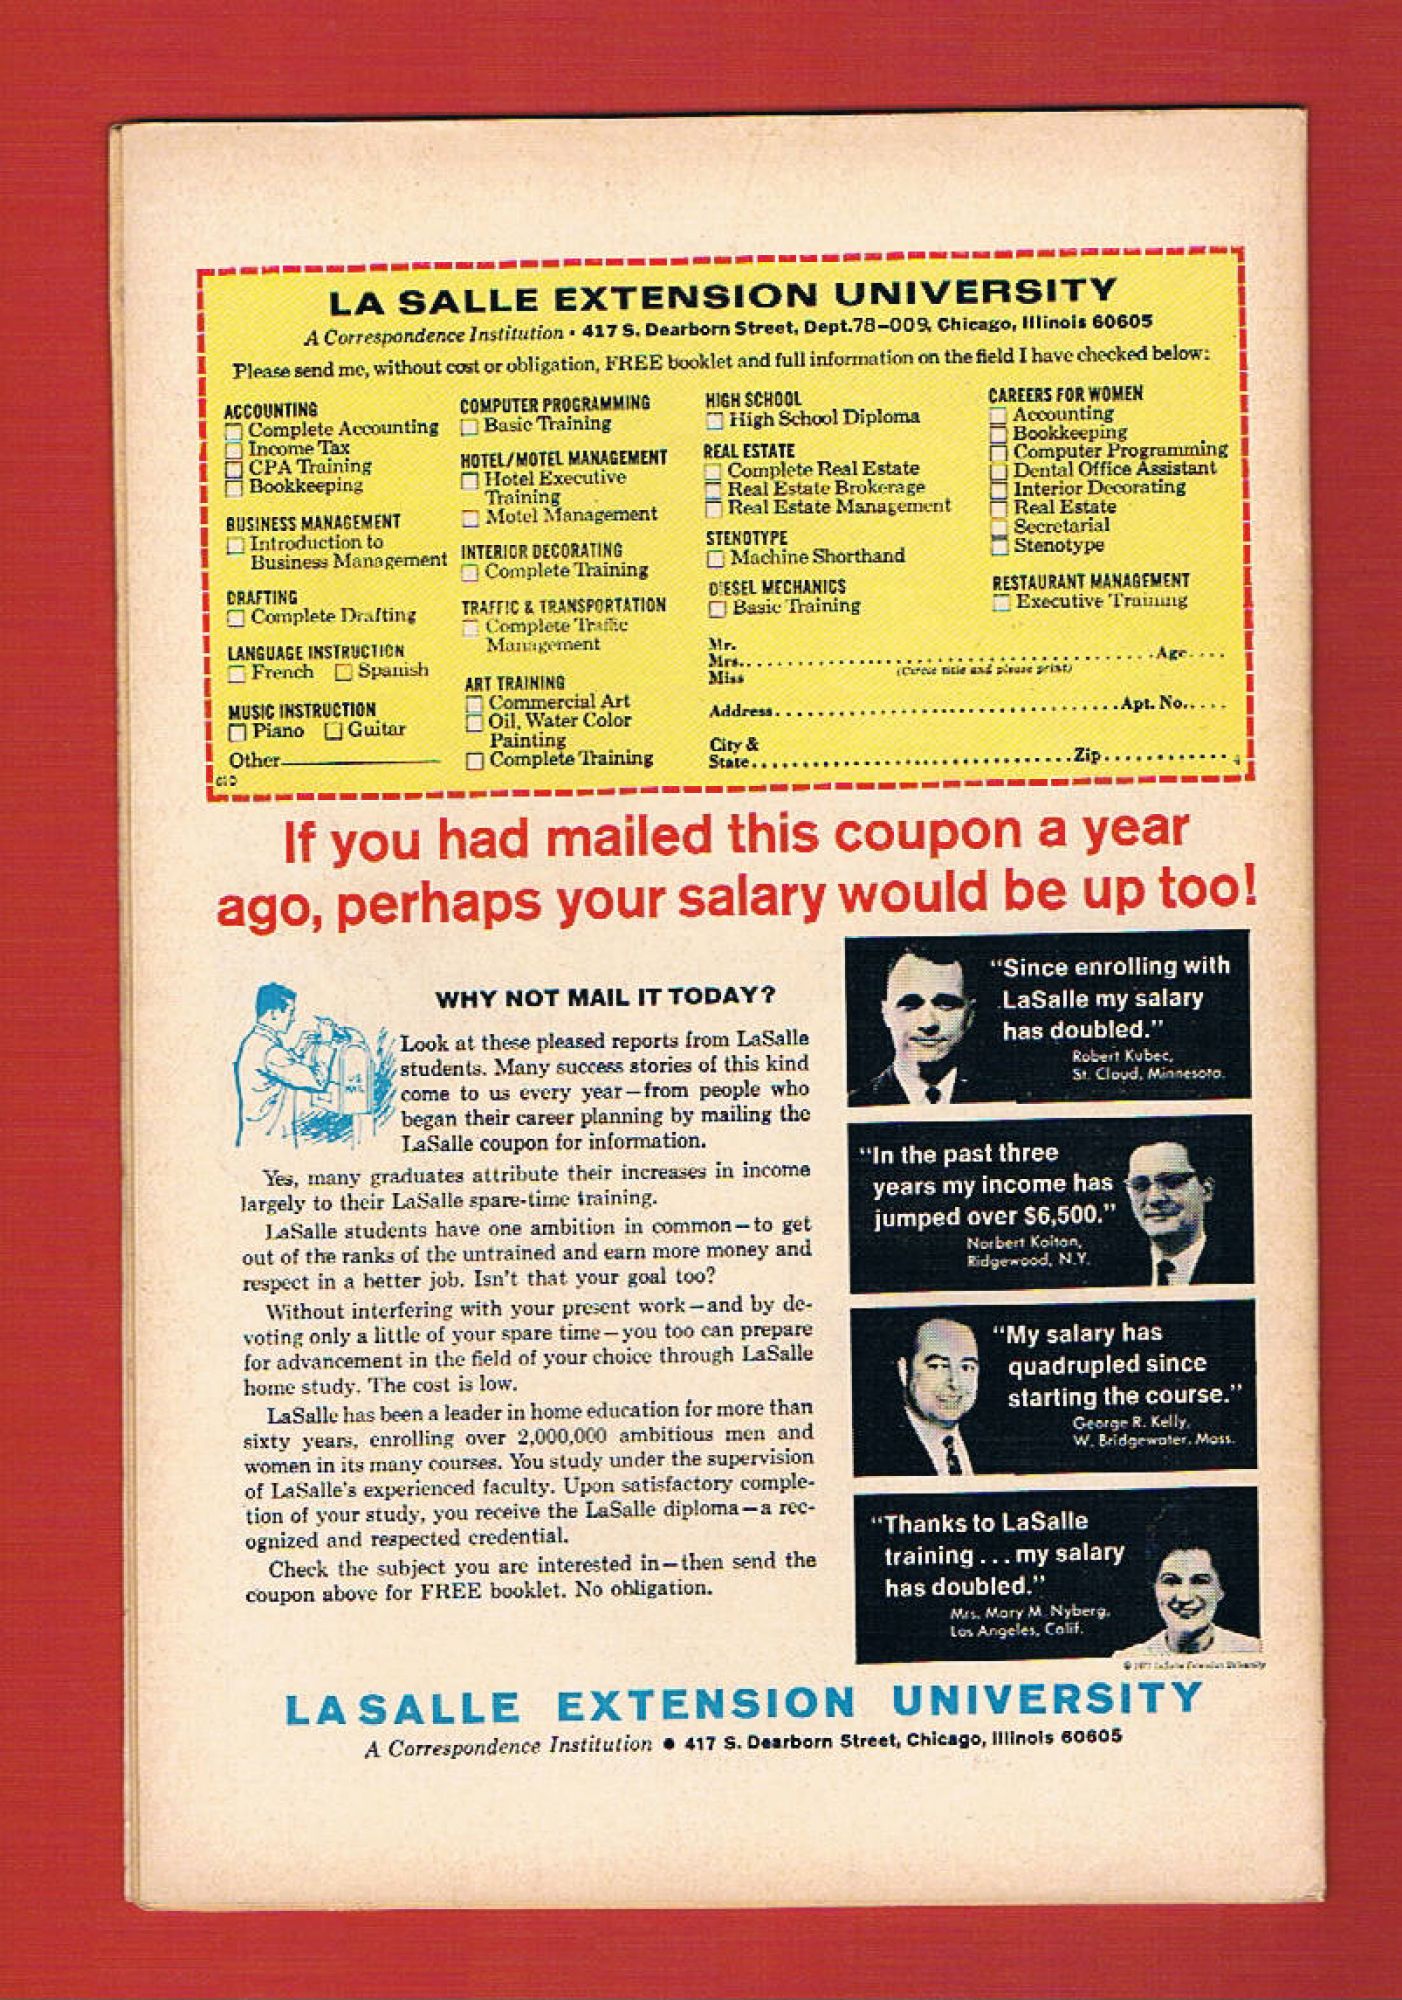 LA SALLE EXTENSION UNIVERSITY
A Correspondence Institution • 417 S. Dearborn Street, Dept.78-009, Chicago, Illinois 60605
Please send me, without cost or obligation, FREE booklet and full information on the field I have checked below:
ACCOUNTING
Complete Accounting
Income Tax
CPA Training
Bookkeeping
BUSINESS MANAGEMENT
Introduction to
Business Management
DRAFTING
Complete Drafting
LANGUAGE INSTRUCTION
French Spanish
MUSIC INSTRUCTION
Piano Guitar
Other
COMPUTER PROGRAMMING
Basic Training
HOTEL/MOTEL MANAGEMENT
Hotel Executive
Training
Motel Management
INTERIOR DECORATING
Complete Training
TRAFFIC & TRANSPORTATION
Complete Traffic
Management
ART TRAINING
Commercial Art
Oil, Water Color
Painting
Complete Training
HIGH SCHOOL
High School Diploma
REAL ESTATE
Complete Real Estate
Real Estate Brokerage
Real Estate Management
STENOTYPE
Machine Shorthand
DIESEL MECHANICS
Basic Training
CAREERS FOR WOMEN
Accounting
Bookkeeping
Computer Programming
Dental Office Assistant
Interior Decorating
Real Estate
Secretarial
Stenotype
RESTAURANT MANAGEMENT
Executive Training
Mr.
Mrs. Age
Miss
(Circle title and please print)
Address Apt. No.
City &
State Zip
If you had mailed this coupon a year
ago, perhaps your salary would be up too!
WHY NOT MAIL IT TODAY?
Look at these pleased reports from LaSalle
students. Many success stories of this kind
come to us every year—from people who
began their career planning by mailing the
LaSalle coupon for information.
Yes, many graduates attribute their increases in income
largely to their LaSalle spare-time training.
LaSalle students have one ambition in common—to get
out of the ranks of the untrained and earn more money and
respect in a better job. Isn't that your goal too?
Without interfering with your present work—and by de-
voting only a little of your spare time—you too can prepare
for advancement in the field of your choice through LaSalle
home study. The cost is low.
LaSalle has been a leader in home education for more than
sixty years, enrolling over 2,000,000 ambitious men and
women in its many courses. You study under the supervision
of LaSalle's experienced faculty. Upon satisfactory comple-
tion of your study, you receive the LaSalle diploma—a rec-
ognized and respected credential.
Check the subject you are interested in—then send the
coupon above for FREE booklet. No obligation.
"Since enrolling with
LaSalle my salary
has doubled."
Robert Kubec,
St. Cloud, Minnesota.
"In the past three
years my income has
jumped over $6,500."
Norbert Kolton,
Ridgewood, N.Y.
"My salary has
quadrupled since
starting the course."
George R. Kelly,
W. Bridgewater, Mass.
"Thanks to LaSalle
training . . . my salary
has doubled."
Mrs. Mary M. Nyberg,
Los Angeles, Calif.
LaSalle Extension University
LASALLE EXTENSION UNIVERSITY
A Correspondence Institution • 417 S. Dearborn Street, Chicago, Illinois 60605